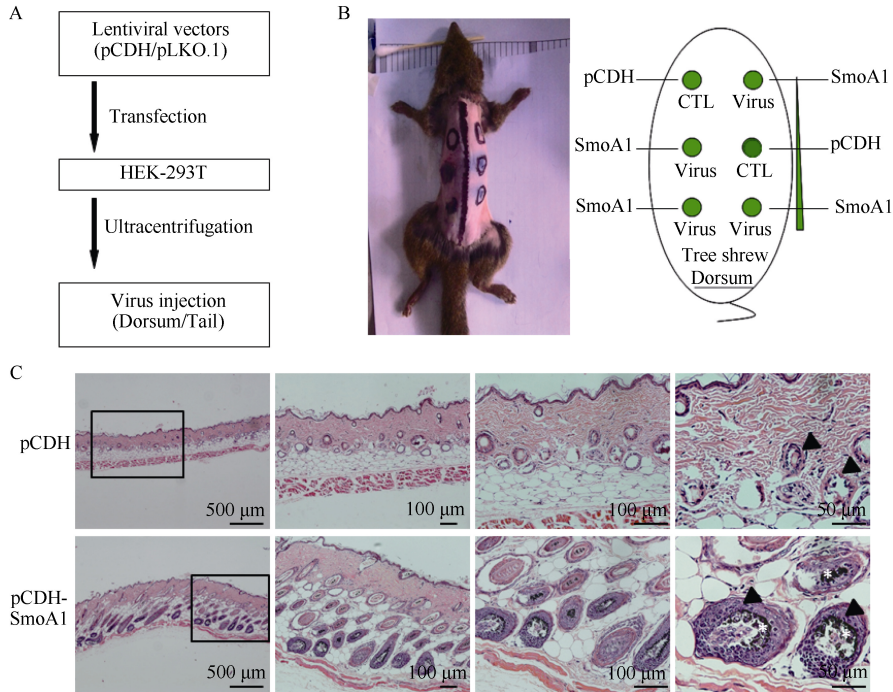 A
Lentiviral vectors
(pCDH/pLKO.1)
Transfection
HEK-293T
Ultracentrifugation
Virus injection
(Dorsum/Tail)
B
pCDH
CTL
Virus
SmoA1
SmoA1
Virus
CTL
pCDH
SmoA1
Virus
Virus
SmoA1
Tree shrew
Dorsum
C
pCDH
500 μm
100 μm
100 μm
50 μm
pCDH-
SmoA1
500 μm
100 μm
100 μm
50 μm